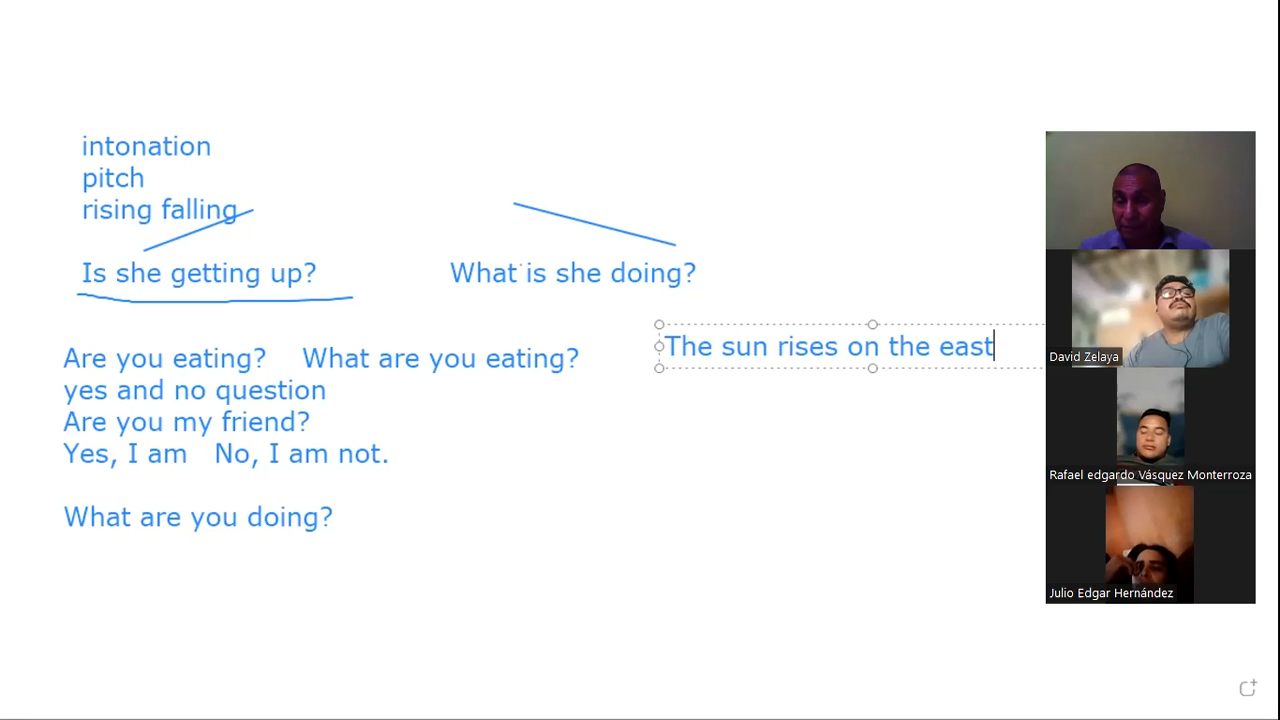 intonation
pitch
rising falling
Is she getting up? What is she doing?
The sun rises on the east
Are you eating? What are you eating?
yes and no question
Are you my friend?
Yes, I am No, I am not.
What are you doing?
David Zelaya
Rafael edgardo Vásquez Monterroza
Julio Edgar Hernández